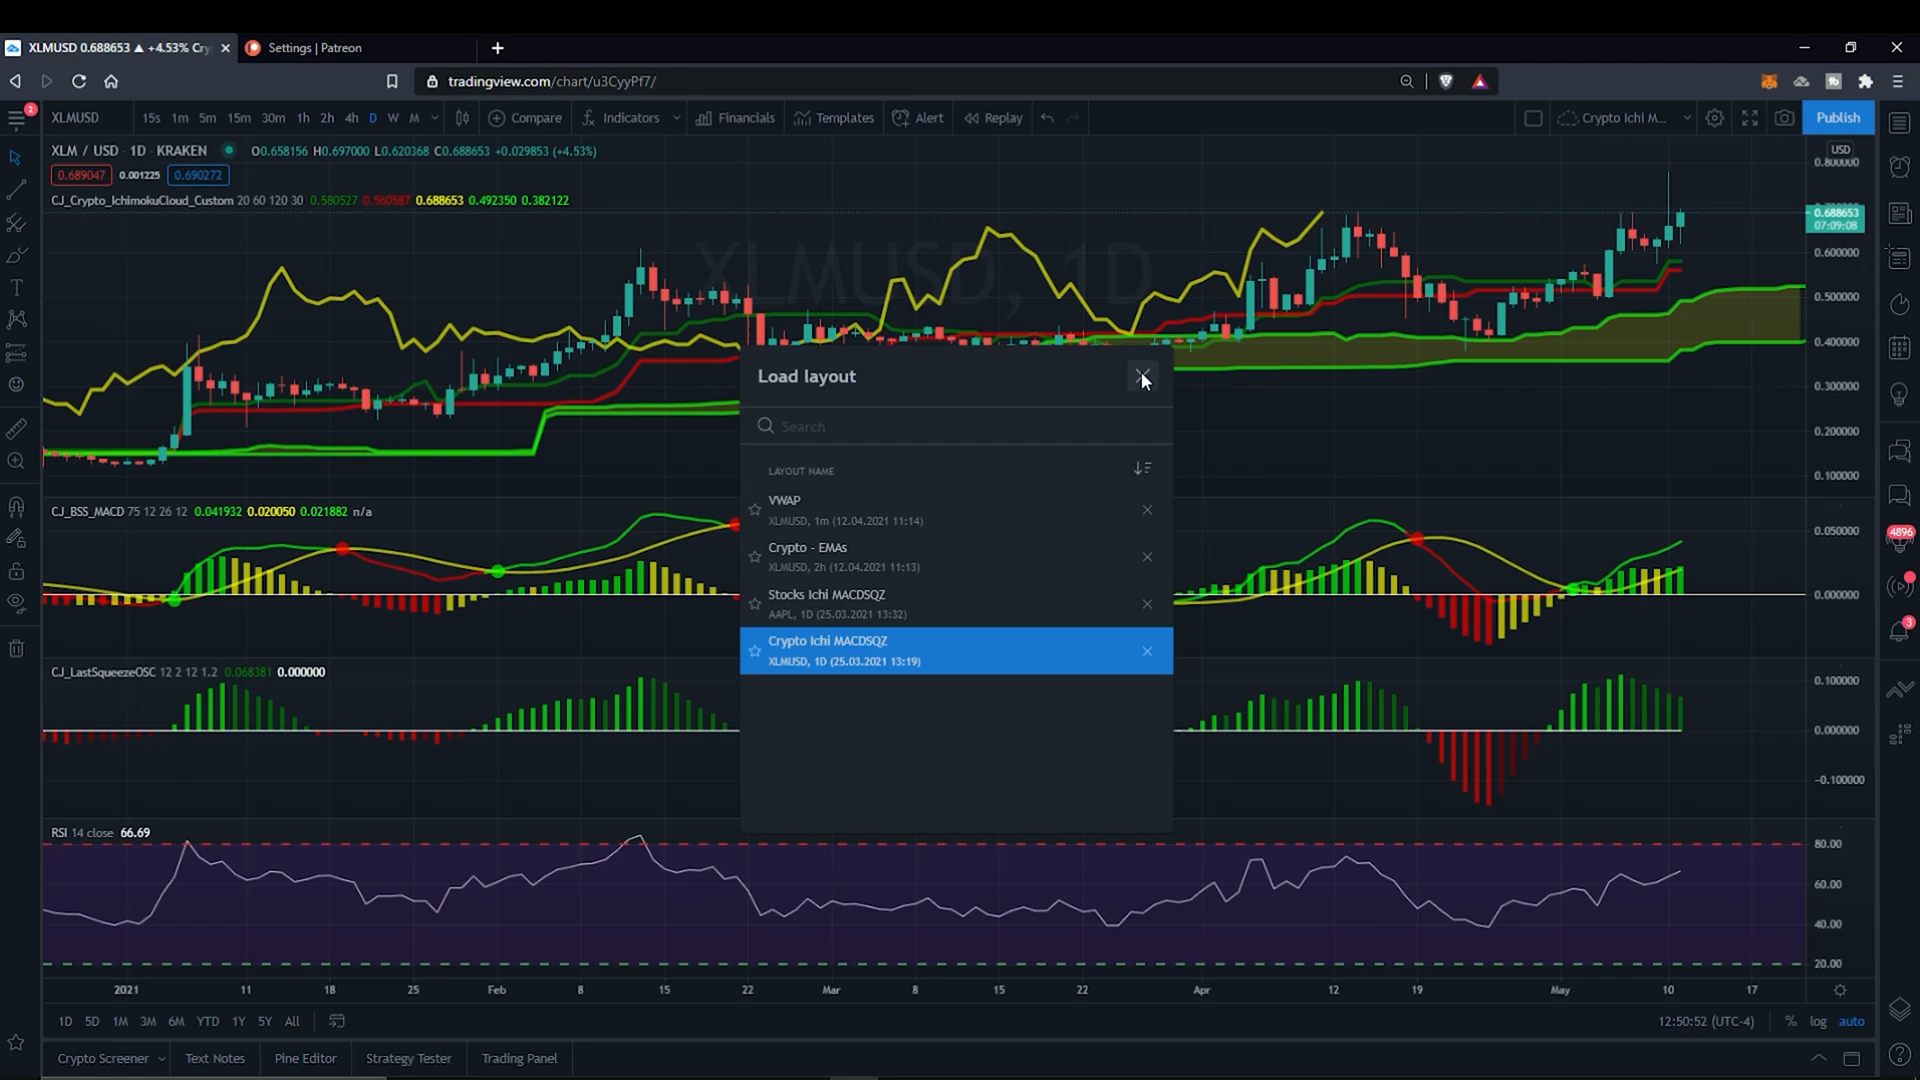 XLMUSD 0.688653 ▲ +4.53% Cry
Settings | Patreon
tradingview.com/chart/u3CyyPf7/
2
XLMUSD
15s 1m 5m 15m 30m 1h 2h 4h D W M
Compare
Indicators
Financials
Templates
Alert
Replay
Crypto Ichi M...
Publish
XLM / USD 1D KRAKEN O0.658156 H0.697000 L0.620368 C0.688653 +0.029853 (+4.53%)
0.689047 0.001225 0.690272
CJ_Crypto_IchimokuCloud_Custom 20 60 120 30 0.580527 0.560587 0.688653 0.492350 0.382122
XLMUSD, 1D
USD
0.800000
0.688653
07:09:08
0.600000
0.500000
0.400000
0.300000
0.200000
0.100000
Load layout
Search
LAYOUT NAME
VWAP
XLMUSD, 1m (12.04.2021 11:14)
Crypto - EMAs
XLMUSD, 2h (12.04.2021 11:13)
Stocks Ichi MACDSQZ
AAPL, 1D (25.03.2021 13:32)
Crypto Ichi MACDSQZ
XLMUSD, 1D (25.03.2021 13:19)
CJ_BSS_MACD 75 12 26 12 0.041932 0.020050 0.021882 n/a
0.050000
0.000000
4896
3
CJ_LastSqueezeOSC 12 2 12 1.2 0.068381 0.000000
0.100000
0.000000
-0.100000
RSI 14 close 66.69
80.00
60.00
40.00
20.00
2021 11 18 25 Feb 8 15 22 Mar 8 15 22 Apr 12 19 May 10 17
1D 5D 1M 3M 6M YTD 1Y 5Y All
12:50:52 (UTC-4) % log auto
Crypto Screener Text Notes Pine Editor Strategy Tester Trading Panel